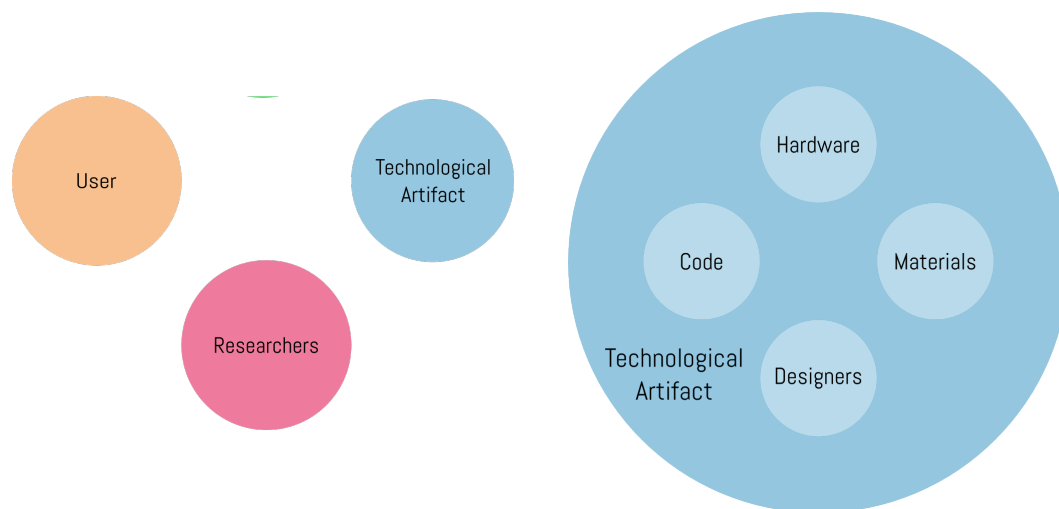 User
Technological
Artifact
Researchers
Hardware
Code
Materials
Technological
Artifact
Designers